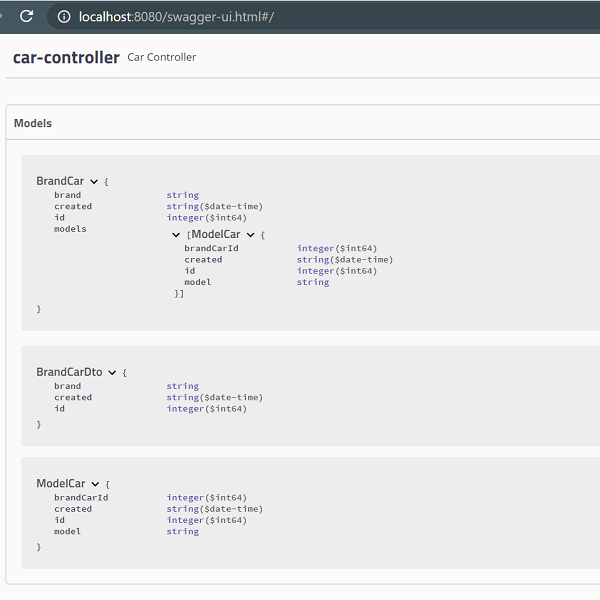 localhost:8080/swagger-ui.html#/
car-controller Car Controller
Models
BrandCar {
brand string
created string($date-time)
id integer($int64)
models
[ModelCar {
brandCarId integer($int64)
created string($date-time)
id integer($int64)
model string
}]
}
BrandCarDto {
brand string
created string($date-time)
id integer($int64)
}
ModelCar {
brandCarId integer($int64)
created string($date-time)
id integer($int64)
model string
}